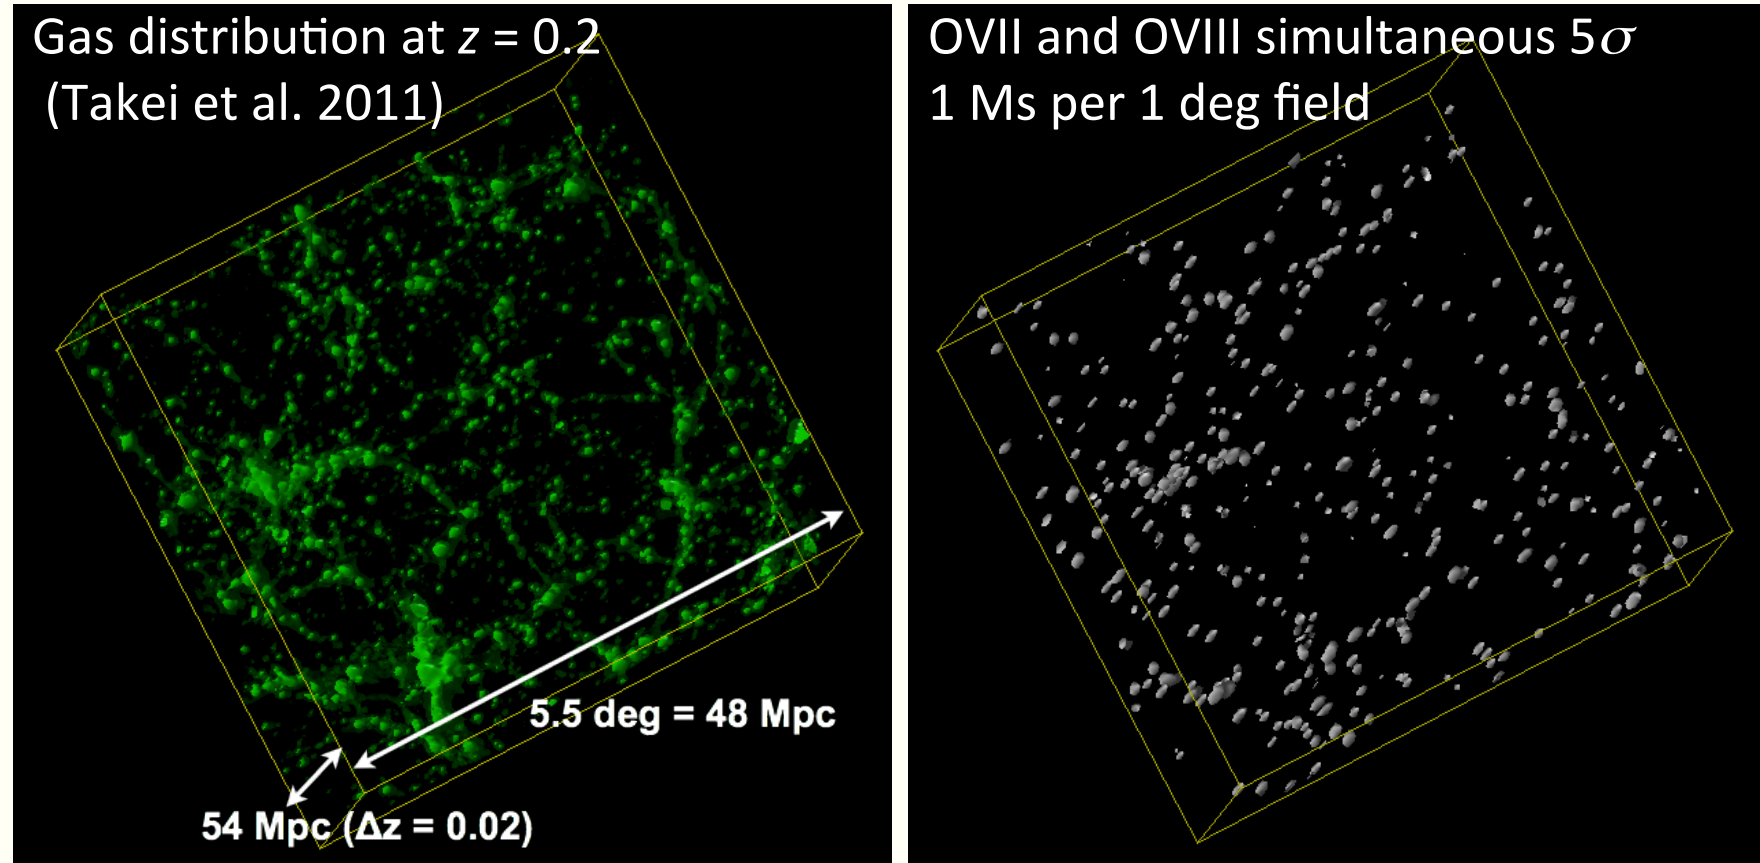 Gas distribution at z = 0.2
(Takei et al. 2011)
5.5 deg = 48 Mpc
54 Mpc (Δz = 0.02)
OVII and OVIII simultaneous 5σ
1 Ms per 1 deg field